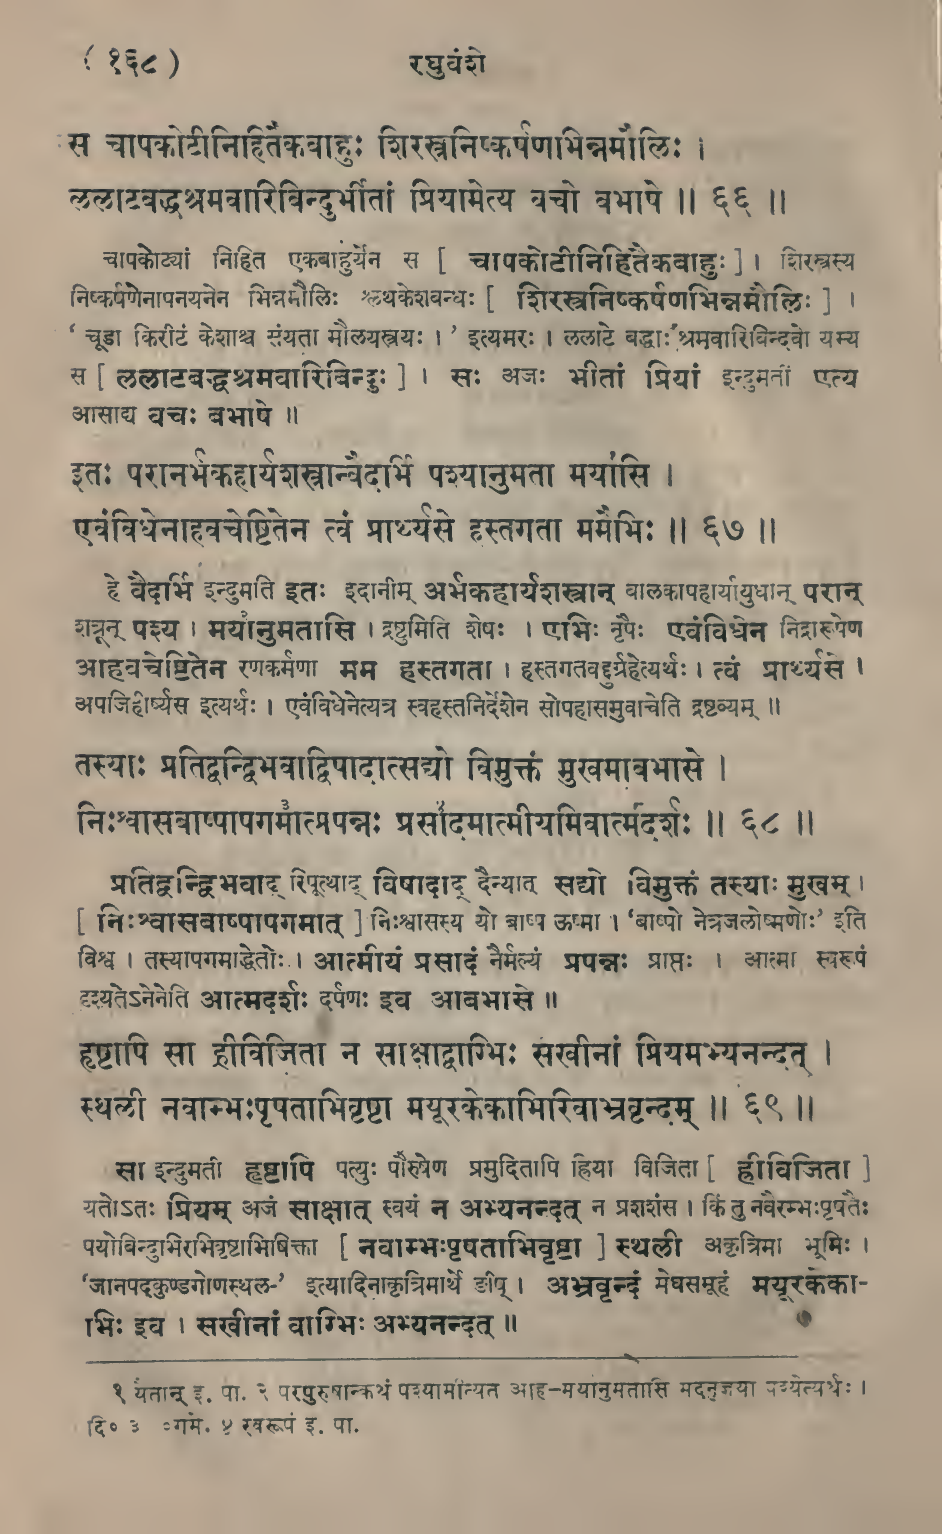 ( १६८ ) रघुवंशे
स चापकोटीनिहितैकबाहुः शिरस्त्रनिष्कर्षणभिन्नमौलिः ।
ललाटबद्धश्रमवारिबिन्दुर्भीतां प्रियामेत्य वचो बभाषे ॥ ६६ ॥
चापकोट्यां निहित एकबाहुर्येन स [ चापकोटीनिहितैकबाहुः ] । शिरस्त्रस्य
निष्कर्षणेनापनयनेन भिन्नमौलिः श्लथकेशबन्धः [ शिरस्त्रनिष्कर्षणभिन्नमौलिः ] ।
' चूडा किरीटं केशाश्च संयता मौलयस्त्रयः । ' इत्यमरः । ललाटे बद्धाः श्रमवारिबिन्दवो यस्य
स [ ललाटबद्धश्रमवारिबिन्दुः ] । सः अजः भीतां प्रियां इन्दुमतीं एत्य
आसाद्य वचः बभाषे ॥
इतः परानर्भकहार्यशस्त्रान्वैदर्भि पश्यानुमता मयासि ।
एवंविधेनाहवचेष्टितेन त्वं प्रार्थ्यसे हस्तगता ममैभिः ॥ ६७ ॥
हे वैदर्भि इन्दुमति इतः इदानीम् अर्भकहार्यशस्त्रान् बालकापहार्यायुधान् परान्
शत्रून् पश्य । मयानुमतासि । द्रष्टुमिति शेषः । एभिः नृपैः एवंविधेन निद्रारूपेण
आहवचेष्टितेन रणकर्मणा मम हस्तगता । हस्तगतवद्दुर्ग्रहेत्यर्थः । त्वं प्रार्थ्यसे ।
अपजिहीर्ष्यस इत्यर्थः । एवंविधेनेत्यत्र स्वहस्तनिर्देशेन सोपहासमुवाचेति द्रष्टव्यम् ॥
तस्याः प्रतिद्वन्द्विभवाद्विषादात्सद्यो विमुक्तं मुखमाबभासे ।
निःश्वासबाष्पापगमात्प्रपन्नः प्रसादमात्मीयमिवात्मदर्शः ॥ ६८ ॥
प्रतिद्वन्द्विभवाद् रिपूत्थाद् विषादाद् दैन्यात् सद्यो विमुक्तं तस्याः मुखम् ।
[ निःश्वासबाष्पापगमात् ] निःश्वासस्य यो बाष्प ऊष्मा । 'बाष्पो नेत्रजलोष्मणोः' इति
विश्व । तस्यापगमाद्धेतोः । आत्मीयं प्रसादं नैर्मल्यं प्रपन्नः प्राप्तः । आत्मा स्वरूपं
दृश्यतेऽनेनेति आत्मदर्शः दर्पणः इव आबभासे ॥
हृष्टापि सा ह्रीविजिता न साक्षाद्वाग्भिः सखीनां प्रियमभ्यनन्दत् ।
स्थली नवाम्भःपृषताभिवृष्टा मयूरकेकाभिरिवाभ्रवृन्दम् ॥ ६९ ॥
सा इन्दुमती हृष्टापि पत्युः पौरुषेण प्रमुदितापि ह्रिया विजिता [ ह्रीविजिता ]
यतोऽतः प्रियम् अजं साक्षात् स्वयं न अभ्यनन्दत् न प्रशशंस । किं तु नवैरम्भःपृषतैः
पयोबिन्दुभिरभिवृष्टाभिषिक्ता [ नवाम्भःपृषताभिवृष्टा ] स्थली अकृत्रिमा भूमिः ।
'जानपदकुण्डगोणस्थल-' इत्यादिनाकृत्रिमार्थे ङीप् । अभ्रवृन्दं मेघसमूहं मयूरकेका-
भिः इव । सखीनां वाग्भिः अभ्यनन्दत् ॥
१ यैतान् इ. पा. २ परपुरुषान्कथं पश्यामीत्यत आह-मयानुमतासि मदनुज्ञया पश्येत्यर्थः ।
दि० ३ ०गमे. ४ स्वरूपं इ. पा.